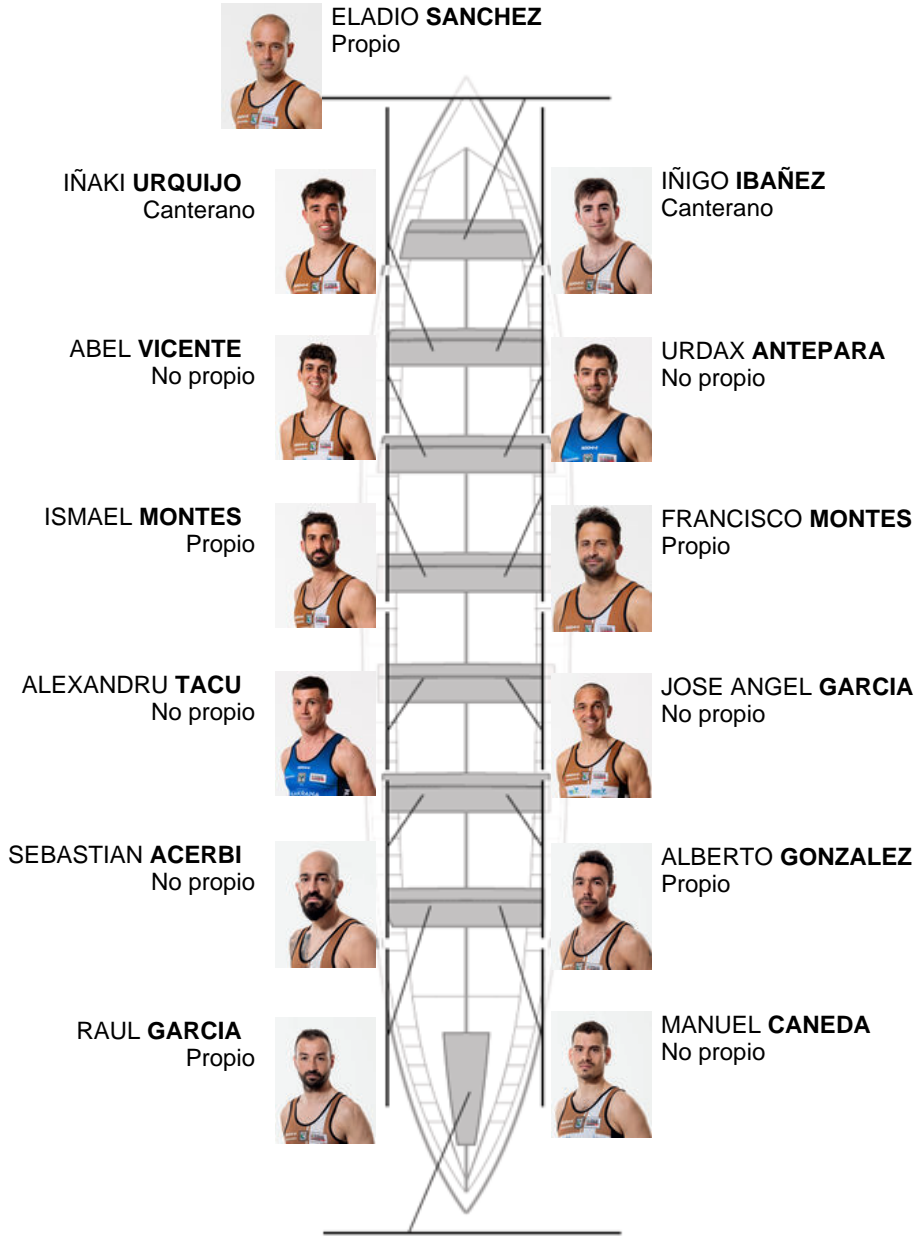 ELADIO SANCHEZ
Propio
IÑAKI URQUIJO
Canterano
IÑIGO IBAÑEZ
Canterano
ABEL VICENTE
No propio
URDAX ANTEPARA
No propio
ISMAEL MONTES
Propio
FRANCISCO MONTES
Propio
ALEXANDRU TACU
No propio
JOSE ANGEL GARCIA
No propio
SEBASTIAN ACERBI
No propio
ALBERTO GONZALEZ
Propio
RAUL GARCIA
Propio
MANUEL CANEDA
No propio